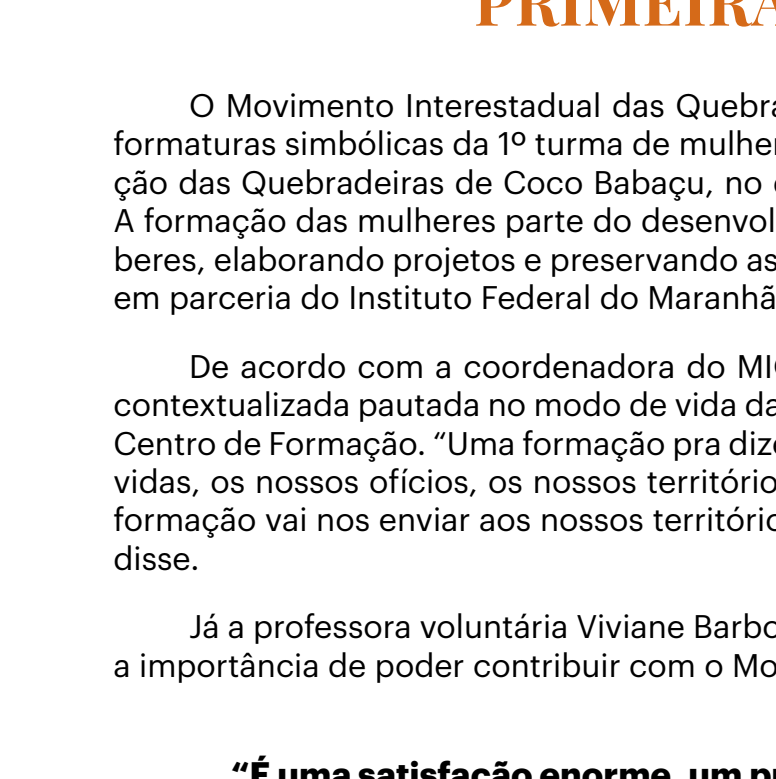 PRIMEIRA
O Movimento Interestadual das Quebra
formaturas simbólicas da 1º turma de mulher
ção das Quebradeiras de Coco Babaçu, no
A formação das mulheres parte do desenvol
beres, elaborando projetos e preservando as
em parceria do Instituto Federal do Maranhã
De acordo com a coordenadora do MI
contextualizada pautada no modo de vida da
Centro de Formação. “Uma formação pra diz
vidas, os nossos ofícios, os nossos território
formação vai nos enviar aos nossos território
disse.
Já a professora voluntária Viviane Barbo
a importância de poder contribuir com o Mo
“É uma satisfação enorme, um pr